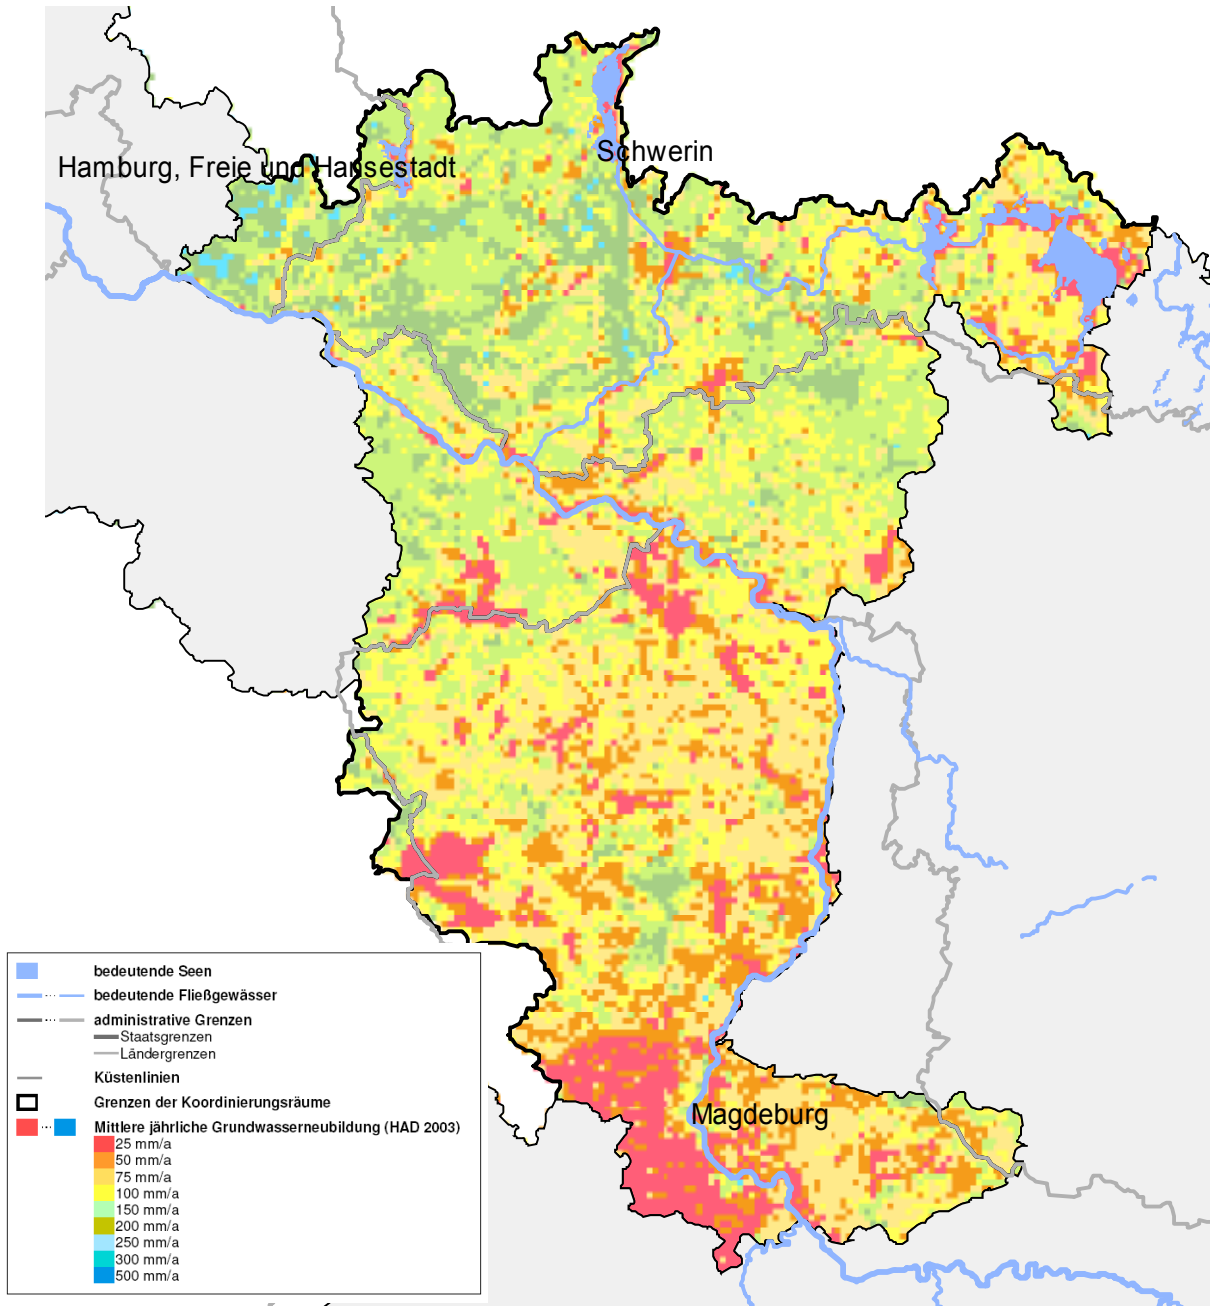 Schwerin
Hamburg, Freie und Hansestadt
Magdeburg
bedeutende Seen
bedeutende Fließgewässer
administrative Grenzen
Staatsgrenzen
Ländergrenzen
Küstenlinien
Grenzen der Koordinierungsräume
Mittlere jährliche Grundwasserneubildung (HAD 2003)
25 mm/a
50 mm/a
75 mm/a
100 mm/a
150 mm/a
200 mm/a
250 mm/a
300 mm/a
500 mm/a